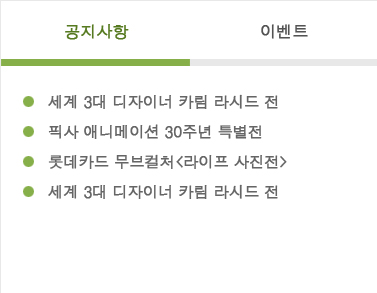 공지사항
이벤트
세계 3대 디자이너 카림 라시드 전
픽사 애니메이션 30주년 특별전
롯데카드 무브컬처<라이프 사진전>
세계 3대 디자이너 카림 라시드 전